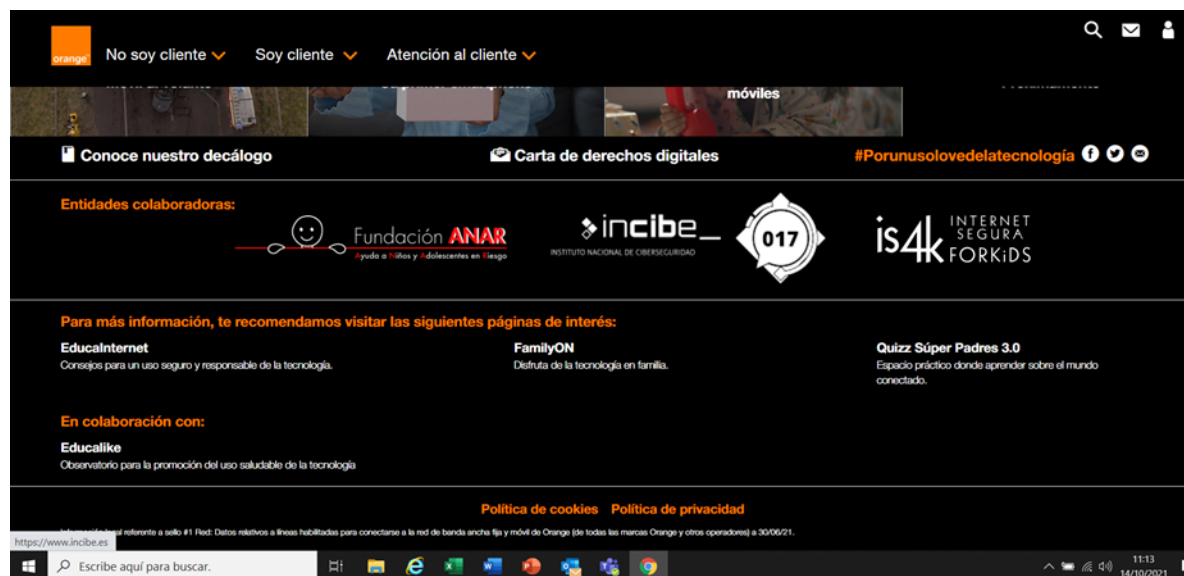 orange
No soy cliente Soy cliente Atención al cliente
móvil al volante
móviles
Conoce nuestro decálogo Carta de derechos digitales #Porunusolovedelatecnología
Entidades colaboradoras:
Fundación ANAR
Ayuda a Niños y Adolescentes en Riesgo
incibe_
INSTITUTO NACIONAL DE CIBERSEGURIDAD
017
is4k INTERNET
SEGURA
FORKiDS
Para más información, te recomendamos visitar las siguientes páginas de interés:
EducaInternet FamilyON Quizz Súper Padres 3.0
Consejos para un uso seguro y responsable de la tecnología. Disfruta de la tecnología en familia. Espacio práctico donde aprender sobre el mundo
conectado.
En colaboración con:
Educalike
Observatorio para la promoción del uso saludable de la tecnología
Política de cookies Política de privacidad
referente a sello #1 Red: Datos relativos a líneas habilitadas para conectarse a la red de banda ancha fija y móvil de Orange (de todas las marcas Orange y otros operadores) a 30/06/21.
https://www.incibe.es
Escribe aquí para buscar.
11:13
14/10/2021